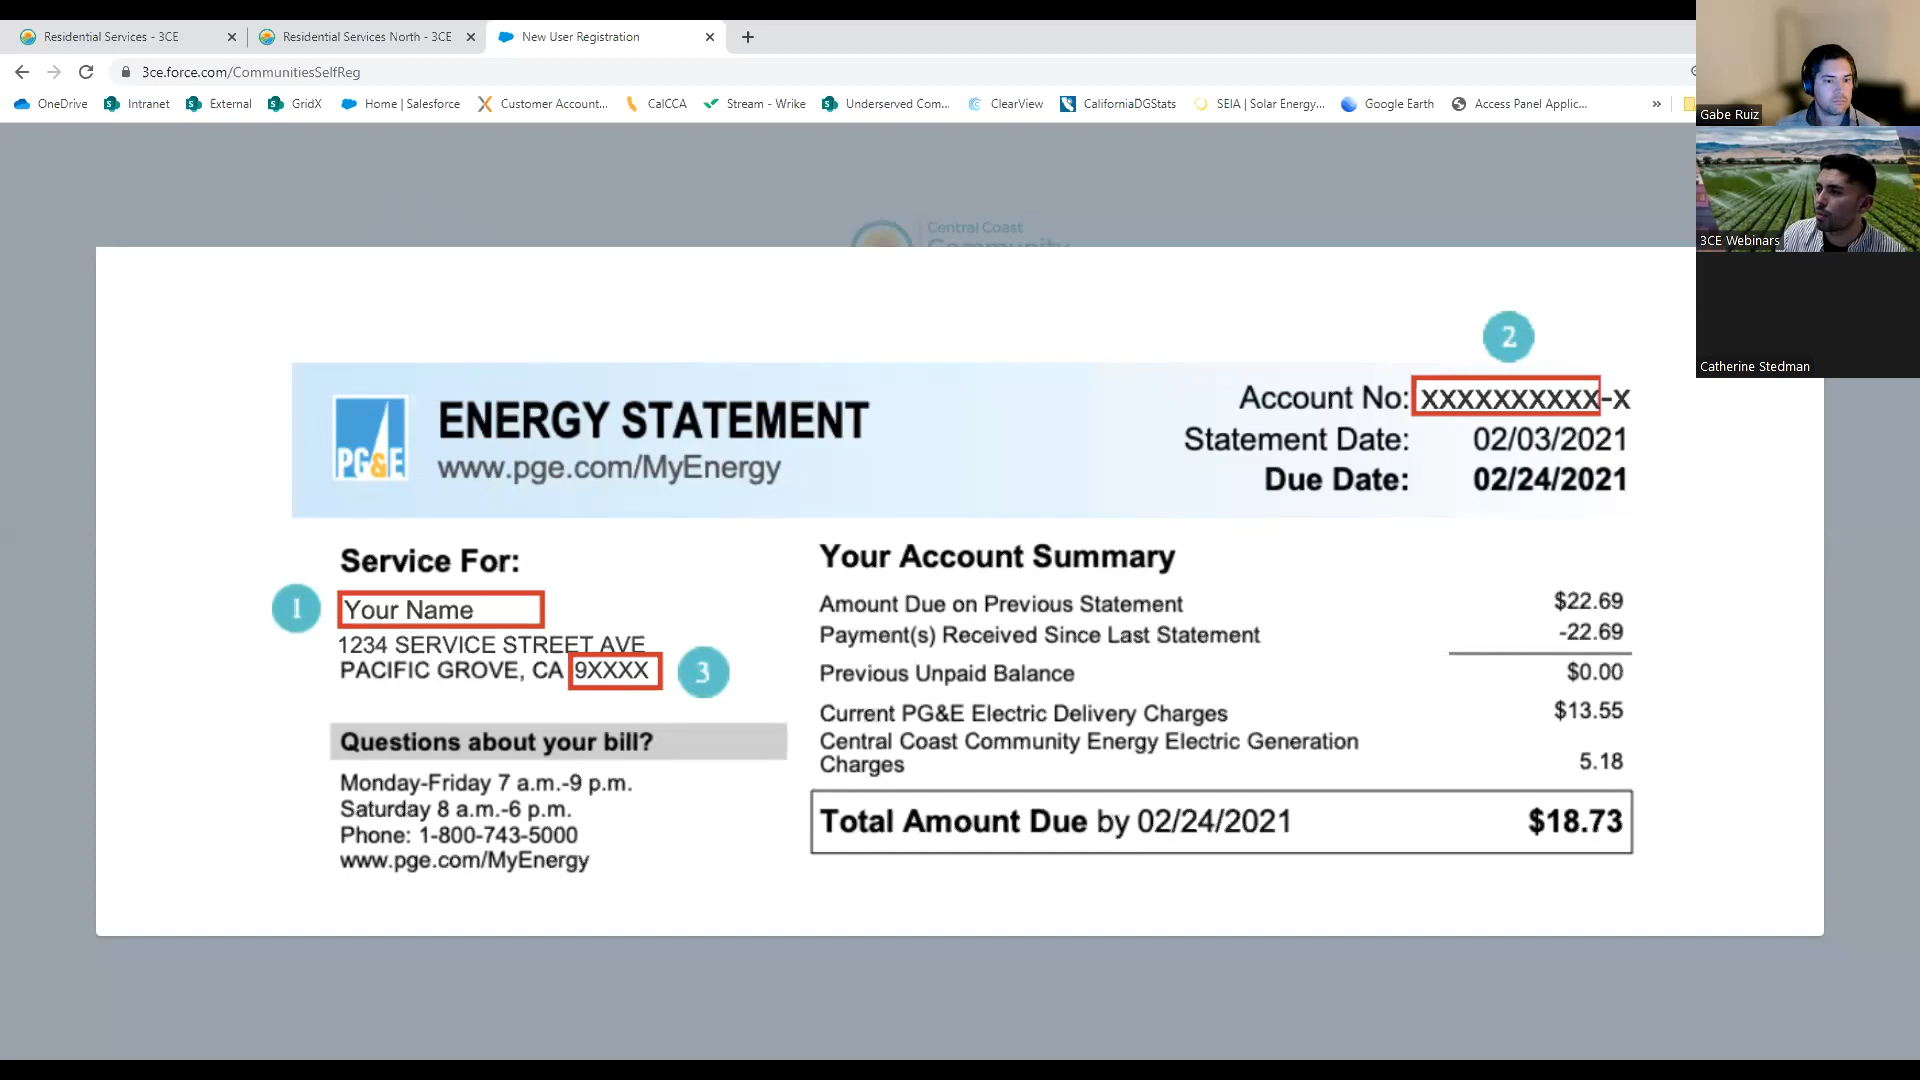 Residential Services - 3CE
Residential Services North - 3CE
New User Registration
3ce.force.com/CommunitiesSelfReg
OneDrive
Intranet
External
GridX
Home | Salesforce
Customer Account...
CalCCA
Stream - Wrike
Underserved Com...
ClearView
CaliforniaDGStats
SEIA | Solar Energy...
Google Earth
Access Panel Applic...
»
Gabe Ruiz
3CE Webinars
Catherine Stedman
Central Coast
Community
2
PG&E
ENERGY STATEMENT
www.pge.com/MyEnergy
Account No: XXXXXXXXXX-X
Statement Date: 02/03/2021
Due Date: 02/24/2021
Service For:
1
Your Name
1234 SERVICE STREET AVE
PACIFIC GROVE, CA 9XXXX
3
Questions about your bill?
Monday-Friday 7 a.m.-9 p.m.
Saturday 8 a.m.-6 p.m.
Phone: 1-800-743-5000
www.pge.com/MyEnergy
Your Account Summary
Amount Due on Previous Statement $22.69
Payment(s) Received Since Last Statement -22.69
Previous Unpaid Balance $0.00
Current PG&E Electric Delivery Charges $13.55
Central Coast Community Energy Electric Generation
Charges 5.18
Total Amount Due by 02/24/2021 $18.73